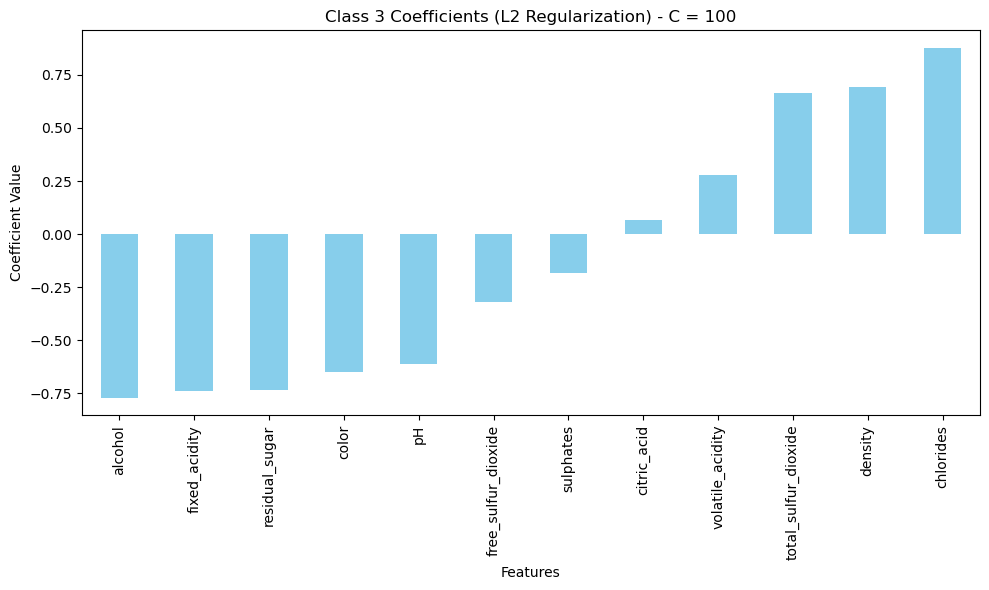 Class 3 Coefficients (L2 Regularization) - C = 100
Coefficient Value
0.75
0.50
0.25
0.00
−0.25
−0.50
−0.75
alcohol
fixed_acidity
residual_sugar
color
pH
free_sulfur_dioxide
sulphates
citric_acid
volatile_acidity
total_sulfur_dioxide
density
chlorides
Features